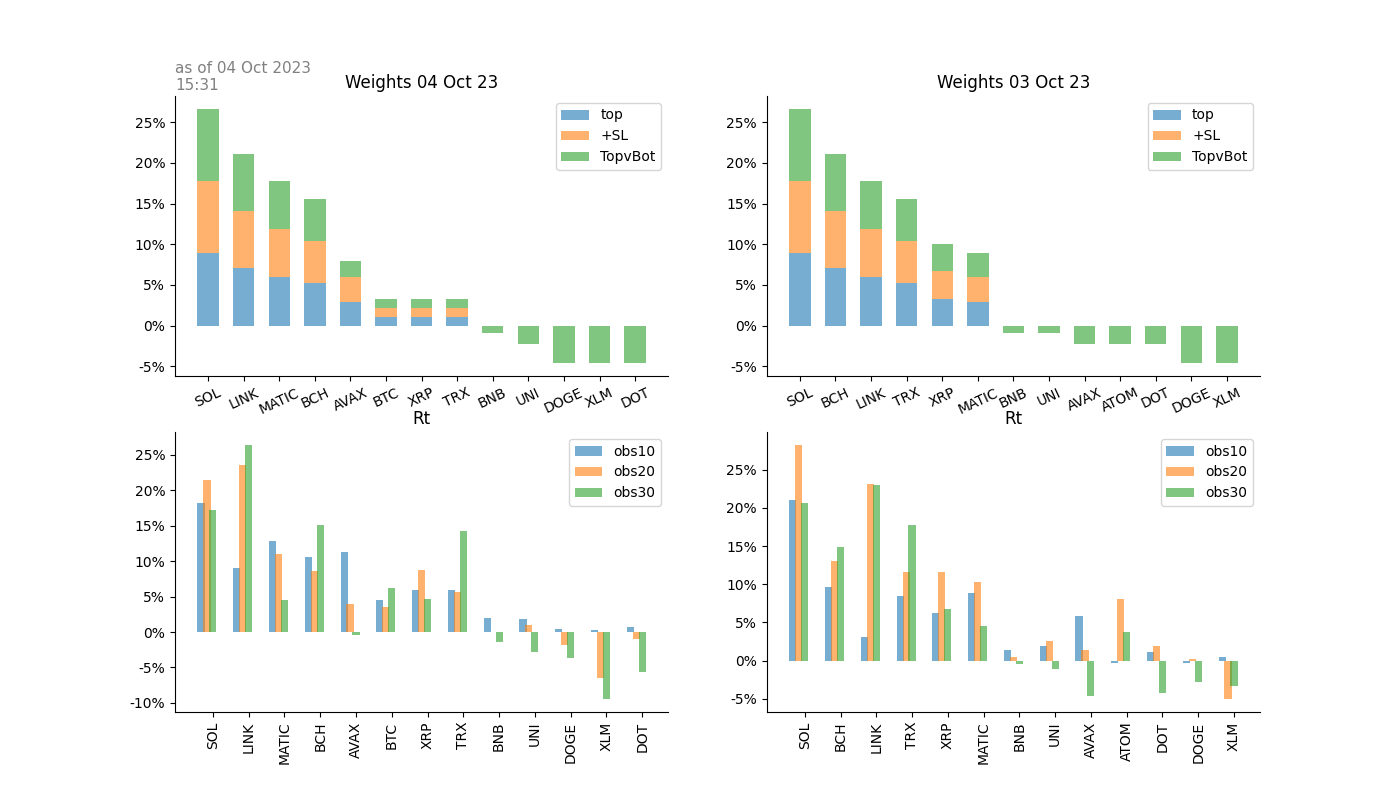 as of 04 Oct 2023
15:31
Weights 04 Oct 23
25%
20%
15%
10%
5%
0%
-5%
top
+SL
TopvBot
SOL
LINK
MATIC
BCH
AVAX
BTC
XRP
TRX
BNB
UNI
DOGE
XLM
DOT
Weights 03 Oct 23
25%
20%
15%
10%
5%
0%
-5%
top
+SL
TopvBot
SOL
BCH
LINK
TRX
XRP
MATIC
BNB
UNI
AVAX
ATOM
DOT
DOGE
XLM
Rt
25%
20%
15%
10%
5%
0%
-5%
-10%
obs10
obs20
obs30
SOL
LINK
MATIC
BCH
AVAX
BTC
XRP
TRX
BNB
UNI
DOGE
XLM
DOT
Rt
25%
20%
15%
10%
5%
0%
-5%
obs10
obs20
obs30
SOL
BCH
LINK
TRX
XRP
MATIC
BNB
UNI
AVAX
ATOM
DOT
DOGE
XLM